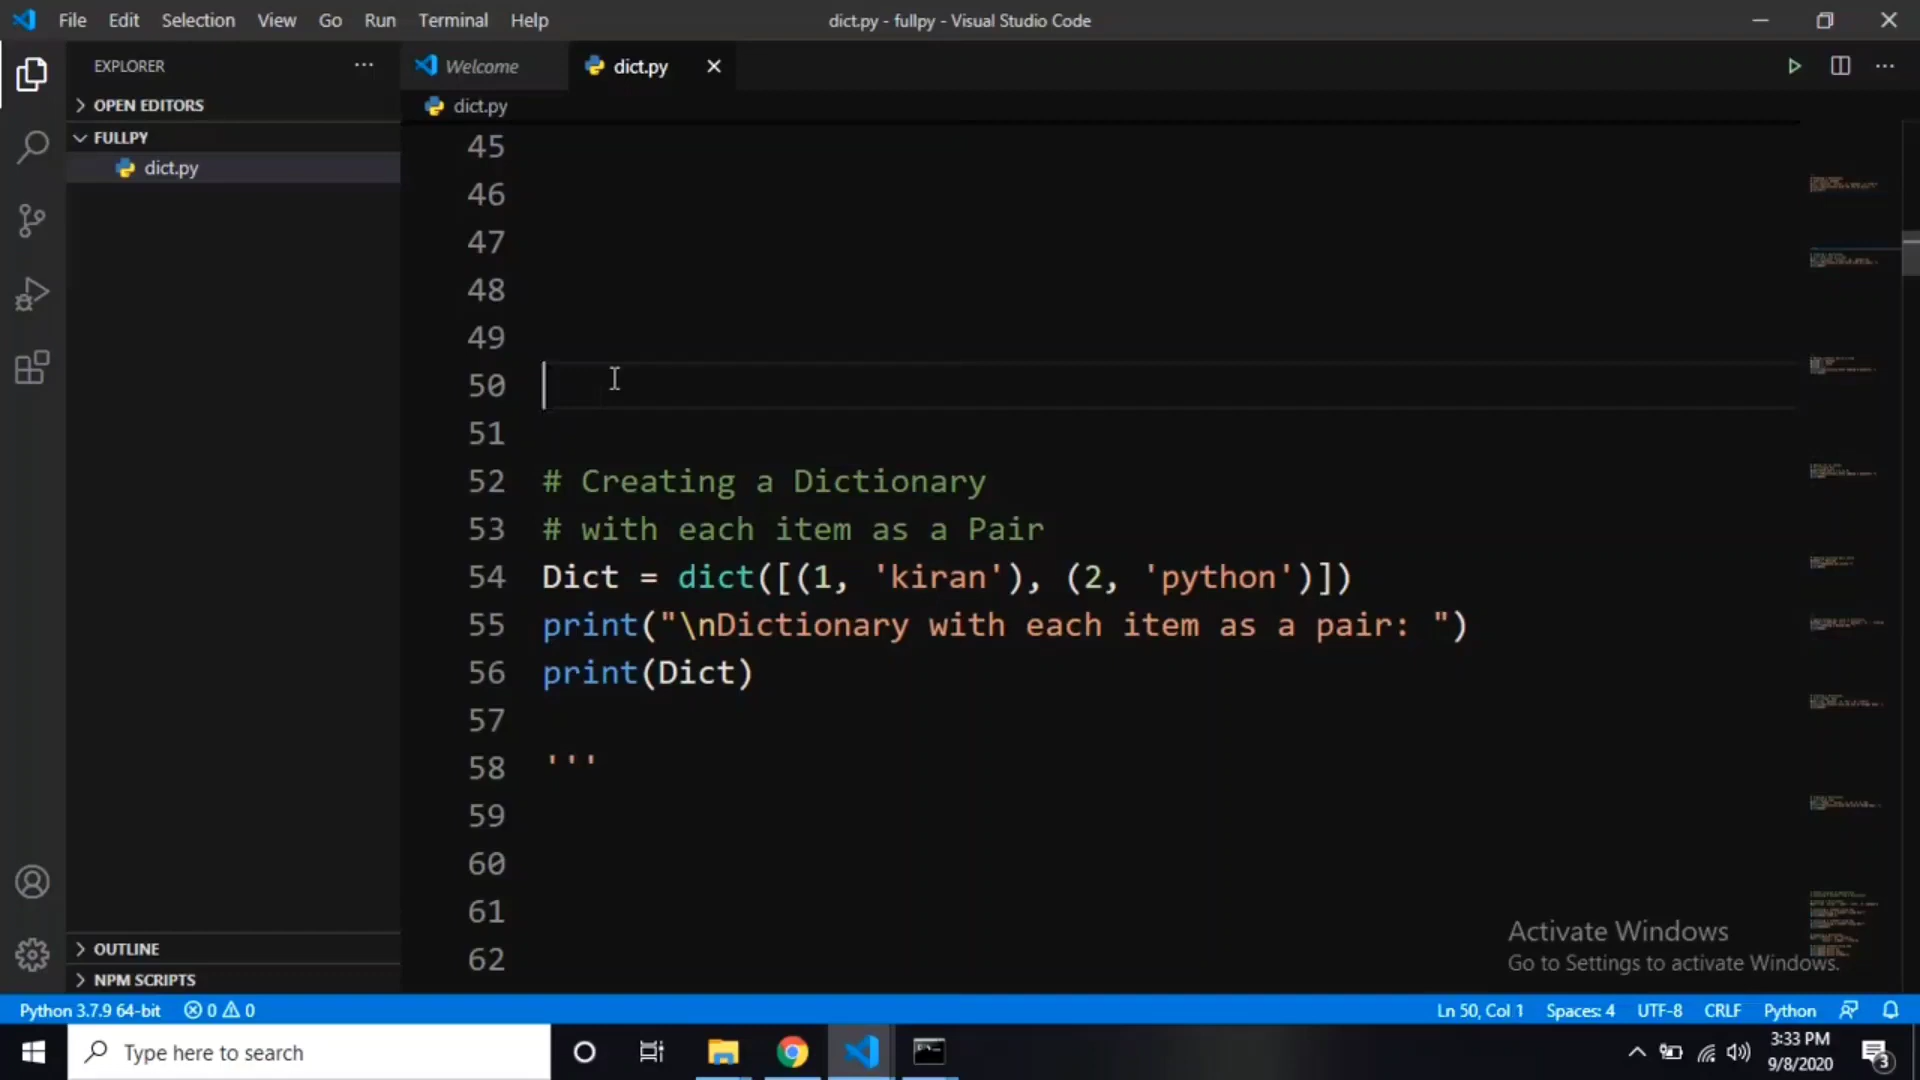 File Edit Selection View Go Run Terminal Help
dict.py - fullpy - Visual Studio Code
EXPLORER
OPEN EDITORS
FULLPY
dict.py
OUTLINE
NPM SCRIPTS
Welcome
dict.py
dict.py
45
46
47
48
49
50
51
52 # Creating a Dictionary
53 # with each item as a Pair
54 Dict = dict([(1, 'kiran'), (2, 'python')])
55 print("\nDictionary with each item as a pair: ")
56 print(Dict)
57
58 '''
59
60
61
62
Activate Windows
Go to Settings to activate Windows.
Python 3.7.9 64-bit 0 0
Ln 50, Col 1 Spaces: 4 UTF-8 CRLF Python
Type here to search
3:33 PM
9/8/2020
3